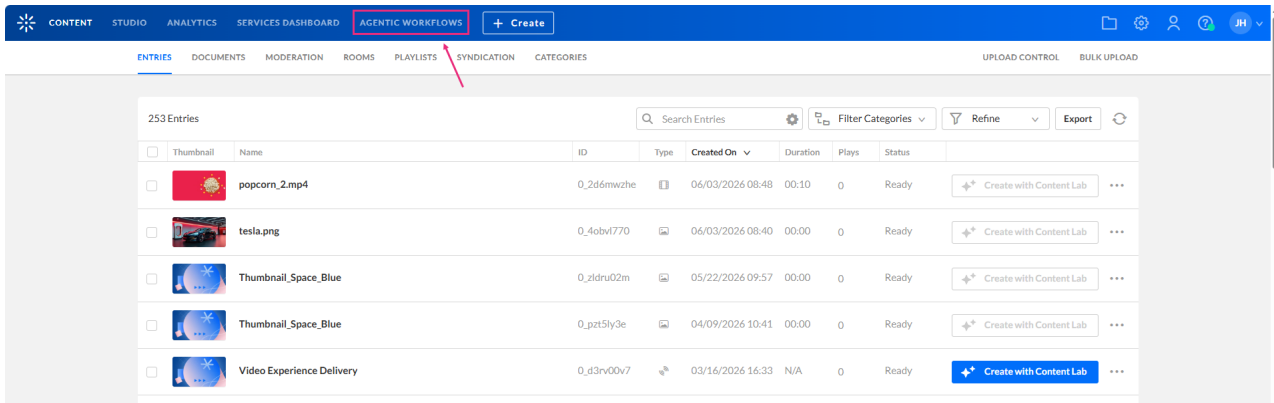 CONTENT STUDIO ANALYTICS SERVICES DASHBOARD AGENTIC WORKFLOWS + Create JH
ENTRIES DOCUMENTS MODERATION ROOMS PLAYLISTS SYNDICATION CATEGORIES UPLOAD CONTROL BULK UPLOAD
253 Entries Search Entries Filter Categories Refine Export
Thumbnail Name ID Type Created On Duration Plays Status
popcorn_2.mp4 0_2d6mwzhe 06/03/2026 08:48 00:10 0 Ready Create with Content Lab
tesla.png 0_4obvl770 06/03/2026 08:40 00:00 0 Ready Create with Content Lab
Thumbnail_Space_Blue 0_zldru02m 05/22/2026 09:57 00:00 0 Ready Create with Content Lab
Thumbnail_Space_Blue 0_pzt5ly3e 04/09/2026 10:41 00:00 0 Ready Create with Content Lab
Video Experience Delivery 0_d3rv00v7 03/16/2026 16:33 N/A 0 Ready Create with Content Lab